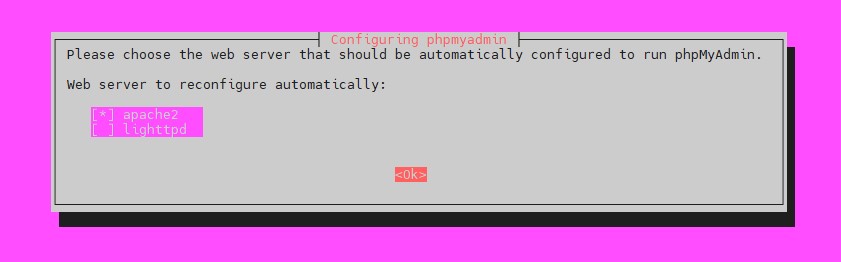 Configuring phpmyadmin
Please choose the web server that should be automatically configured to run phpMyAdmin.
Web server to reconfigure automatically:
[*] apache2
[ ] lighttpd
<Ok>